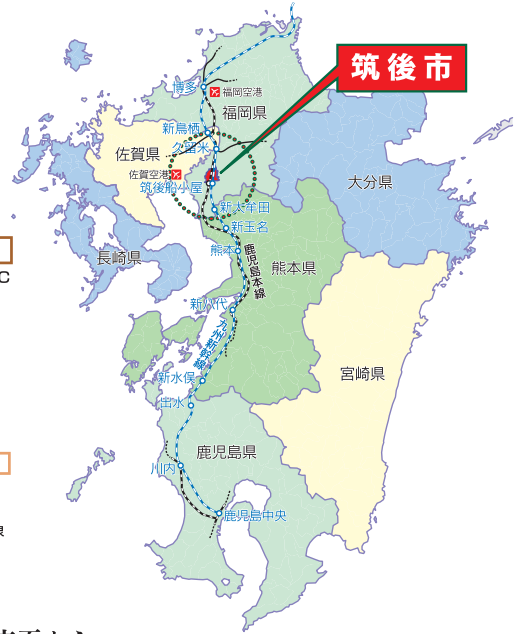 筑後市
博多
福岡空港
福岡県
新鳥栖
久留米
佐賀県
佐賀空港
筑後船小屋
大分県
新大牟田
新玉名
長崎県
熊本
鹿児島本線
熊本県
C
新八代
九州新幹線
宮崎県
新水俣
出水
鹿児島県
川内
鹿児島中央
線